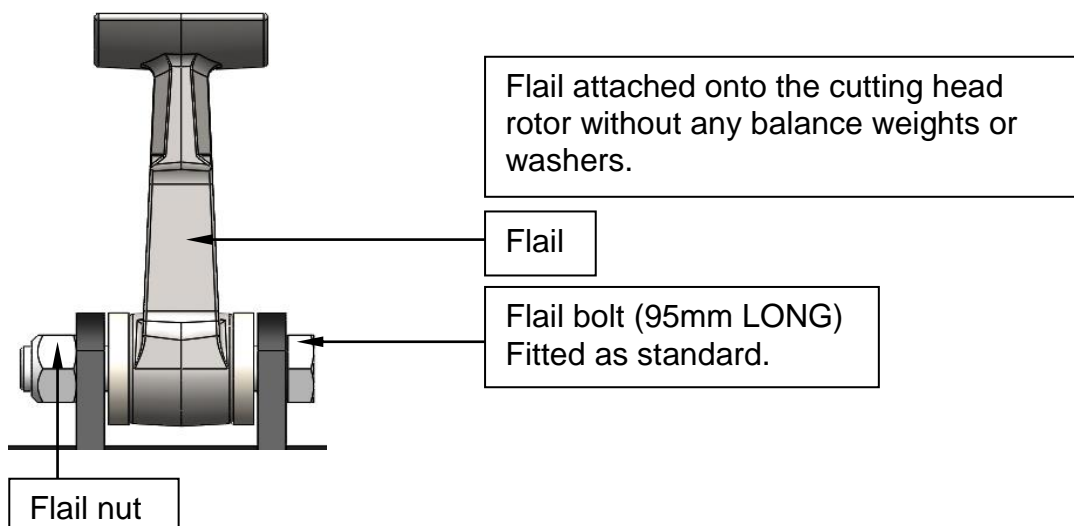 Flail attached onto the cutting head
rotor without any balance weights or
washers.
Flail
Flail bolt (95mm LONG)
Fitted as standard.
Flail nut